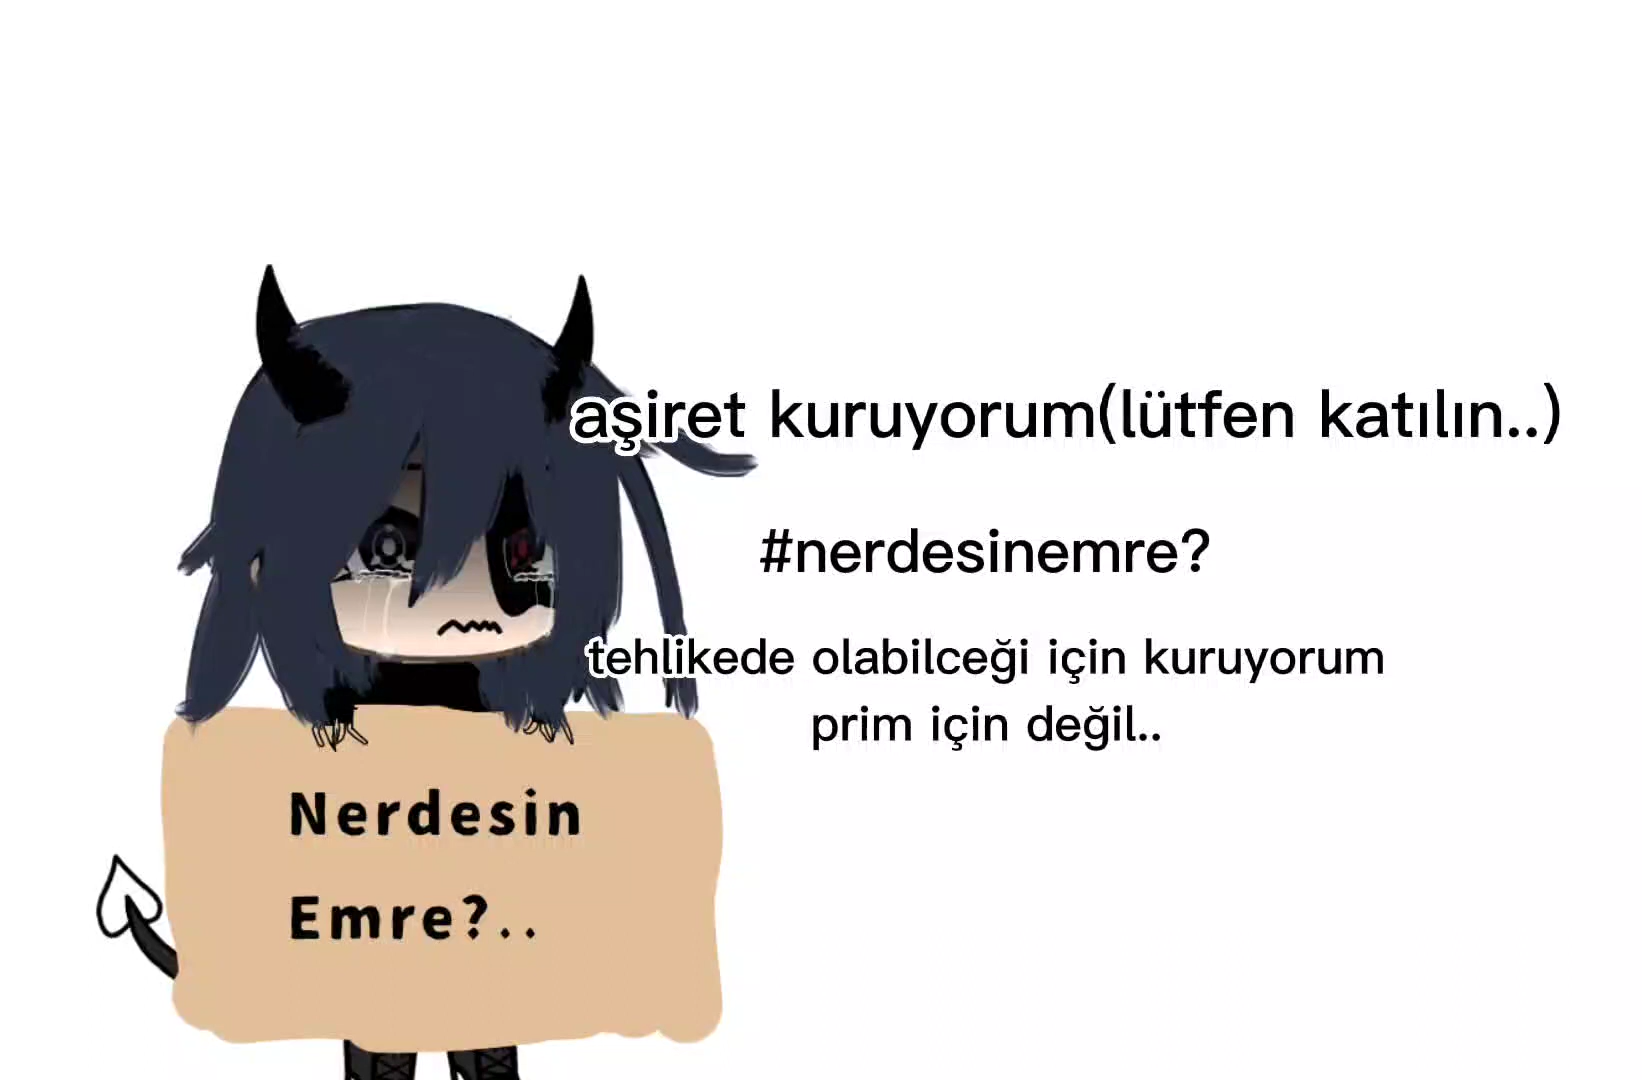 aşiret kuruyorum(lütfen katılın..)
#nerdesinemre?
tehlikede olabilceği için kuruyorum
prim için değil..
Nerdesin
Emre?..